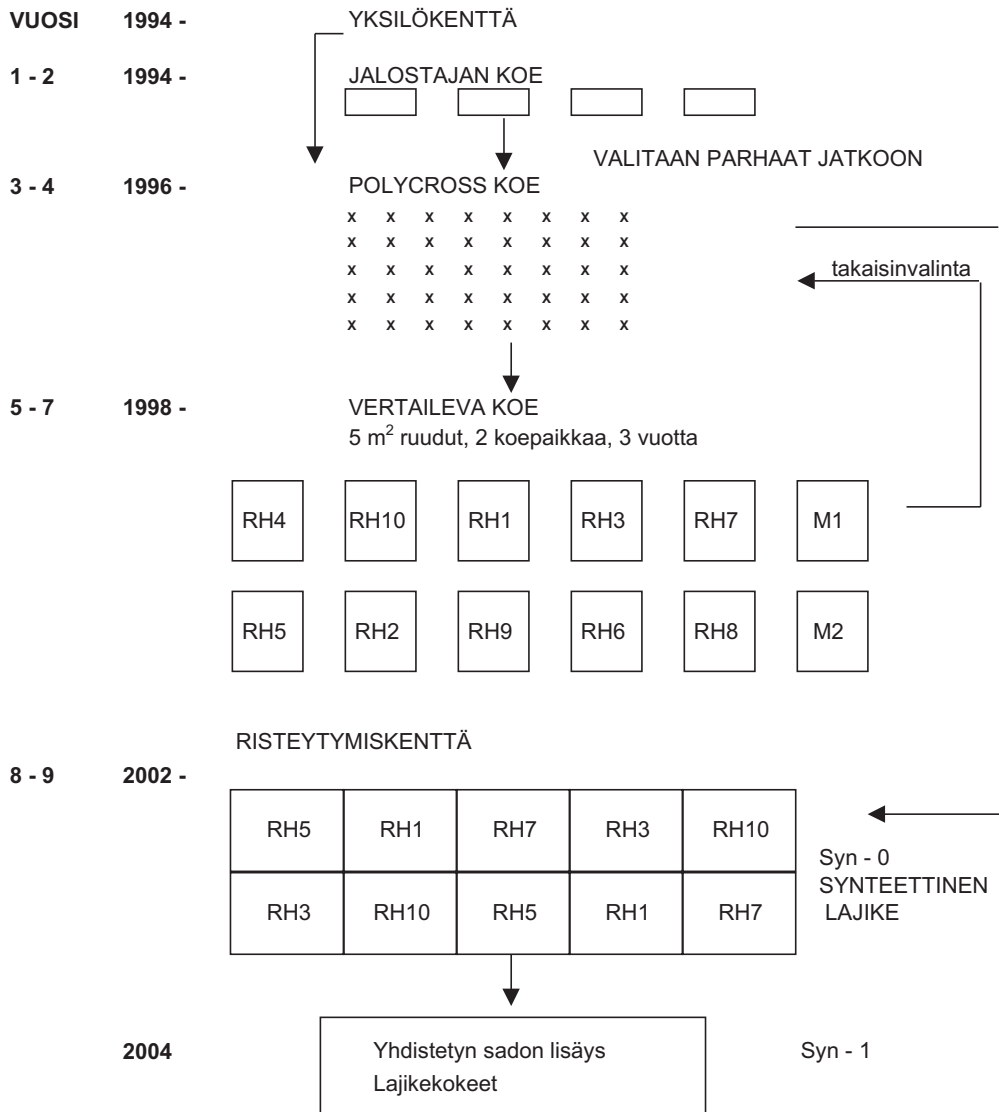 VUOSI 1994 - YKSILÖKENTTÄ
1 - 2 1994 - JALOSTAJAN KOE
VALITAAN PARHAAT JATKOON
3 - 4 1996 - POLYCROSS KOE
x x x x x x x x
x x x x x x x x
takaisinvalinta
x x x x x x x x
x x x x x x x x
x x x x x x x x
5 - 7 1998 - VERTAILEVA KOE
5 m² ruudut, 2 koepaikkaa, 3 vuotta
RH4 RH10 RH1 RH3 RH7 M1
RH5 RH2 RH9 RH6 RH8 M2
RISTEYTYMISKENTTÄ
8 - 9 2002 -
RH5 RH1 RH7 RH3 RH10
Syn - 0
SYNTEETTINEN
LAJIKE
RH3 RH10 RH5 RH1 RH7
2004 Yhdistetyn sadon lisäys Syn - 1
Lajikekokeet